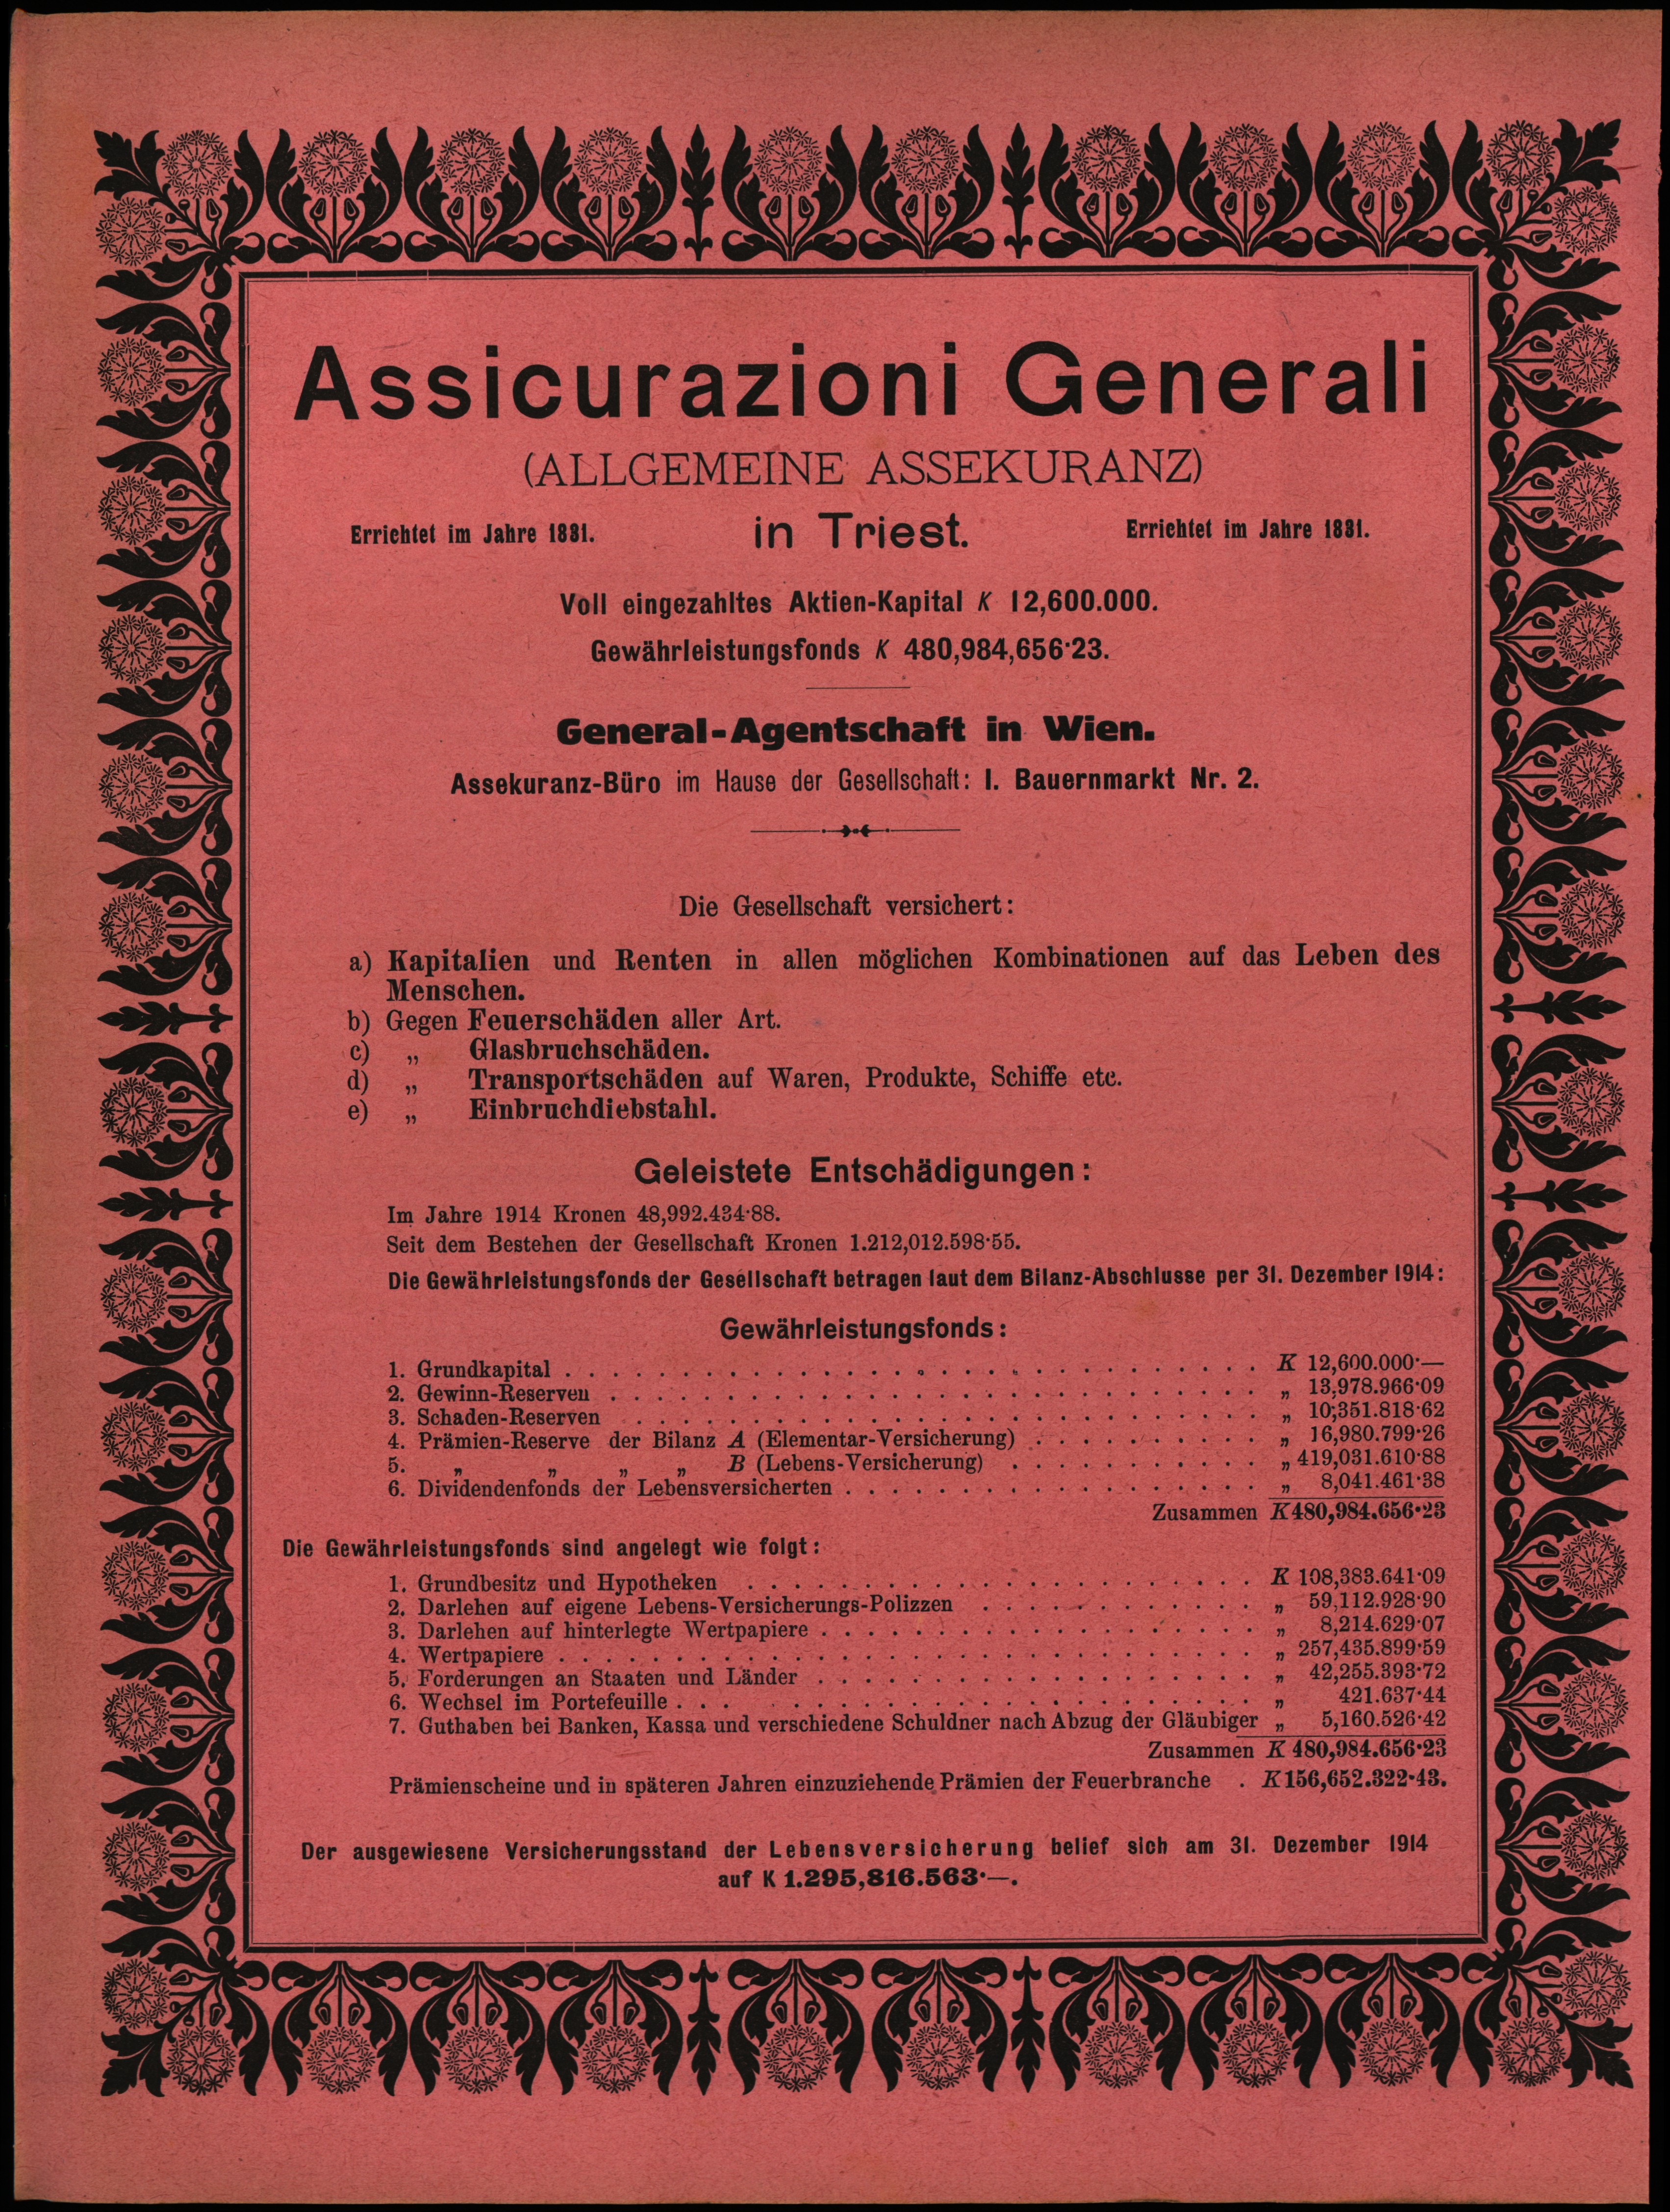 Assicurazioni Generali
(ALLGEMEINE ASSEKURANZ)
Errichtet im Jahre 1831. in Triest. Errichtet im Jahre 1831.
Voll eingezahltes Aktien-Kapital K 12,600.000.
Gewährleistungsfonds K 480,984,656·23.
General-Agentschaft in Wien.
Assekuranz-Büro im Hause der Gesellschaft: I. Bauernmarkt Nr. 2.
Die Gesellschaft versichert:
a) Kapitalien und Renten in allen möglichen Kombinationen auf das Leben des
Menschen.
b) Gegen Feuerschäden aller Art.
c) „ Glasbruchschäden.
d) „ Transportschäden auf Waren, Produkte, Schiffe etc.
e) „ Einbruchdiebstahl.
Geleistete Entschädigungen:
Im Jahre 1914 Kronen 48,992.434·88.
Seit dem Bestehen der Gesellschaft Kronen 1.212,012.598·55.
Die Gewährleistungsfonds der Gesellschaft betragen laut dem Bilanz-Abschlusse per 31. Dezember 1914:
Gewährleistungsfonds:
1. Grundkapital . . . . . . . . . . K 12,600.000·—
2. Gewinn-Reserven . . . . . . . . . . „ 13,978.966·09
3. Schaden-Reserven . . . . . . . . . . „ 10,351.818·62
4. Prämien-Reserve der Bilanz A (Elementar-Versicherung) . . . . . . . . . . „ 16,980.799·26
5. „ „ „ „ B (Lebens-Versicherung) . . . . . . . . . . „ 419,031.610·88
6. Dividendenfonds der Lebensversicherten . . . . . . . . . . „ 8,041.461·38
Zusammen K 480,984.656·23
Die Gewährleistungsfonds sind angelegt wie folgt:
1. Grundbesitz und Hypotheken . . . . . . . . . . K 108,383.641·09
2. Darlehen auf eigene Lebens-Versicherungs-Polizzen . . . . . . . . . . „ 59,112.928·90
3. Darlehen auf hinterlegte Wertpapiere . . . . . . . . . . „ 8,214.629·07
4. Wertpapiere . . . . . . . . . . „ 257,435.899·59
5. Forderungen an Staaten und Länder . . . . . . . . . . „ 42,255.393·72
6. Wechsel im Portefeuille . . . . . . . . . . „ 421.637·44
7. Guthaben bei Banken, Kassa und verschiedene Schuldner nach Abzug der Gläubiger „ 5,160.526·42
Zusammen K 480,984.656·23
Prämienscheine und in späteren Jahren einzuziehende Prämien der Feuerbranche . K 156,652.322·43.
Der ausgewiesene Versicherungsstand der Lebensversicherung belief sich am 31. Dezember 1914
auf K 1.295,816.563·—.